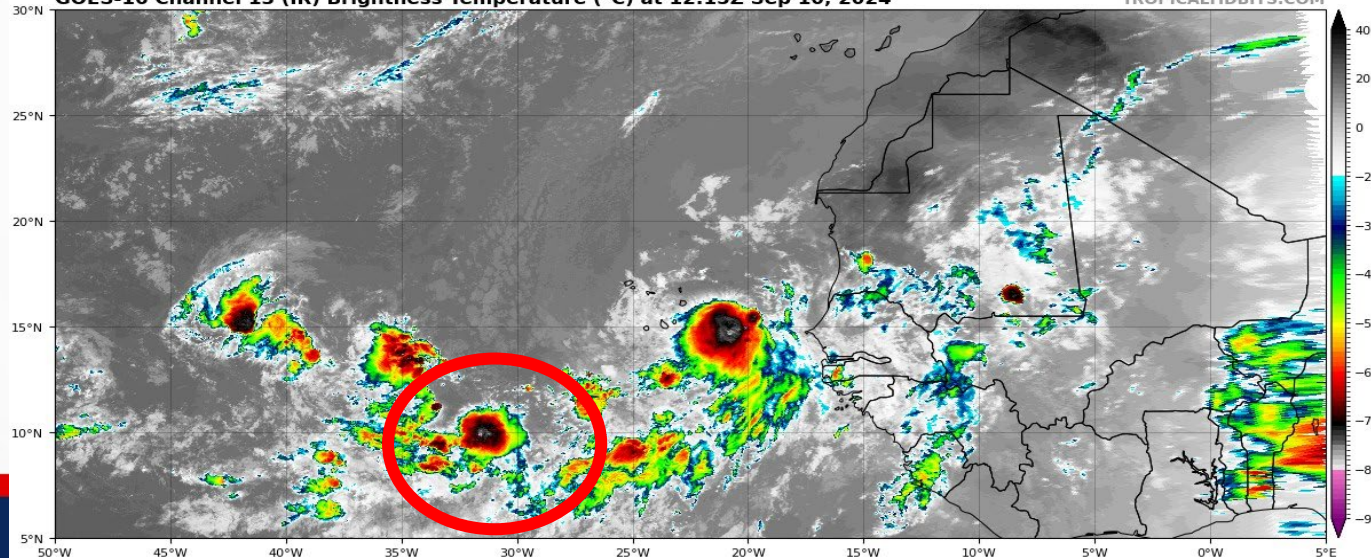 GOES-16 Channel 13 (IR) Brightness Temperature (°C) at 12:15Z Sep 10, 2024 TROPICALTIDBITS.COM
30°N
25°N
20°N
15°N
10°N
5°N
50°W 45°W 40°W 35°W 30°W 25°W 20°W 15°W 10°W 5°W 0° 5°E
40
20
0
−2
−3
−4
−5
−6
−7
−8
−9